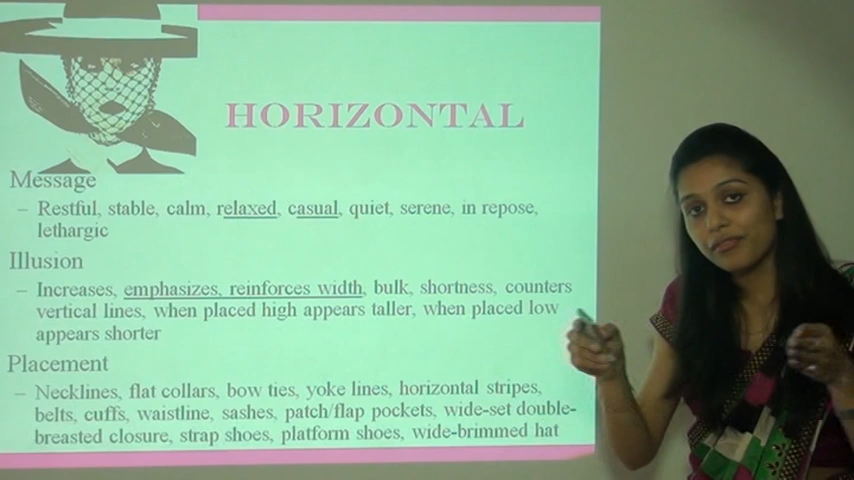 HORIZONTAL
Message
– Restful, stable, calm, relaxed, casual, quiet, serene, in repose,
lethargic
Illusion
– Increases, emphasizes, reinforces width, bulk, shortness, counters
vertical lines, when placed high appears taller, when placed low
appears shorter
Placement
– Necklines, flat collars, bow ties, yoke lines, horizontal stripes,
belts, cuffs, waistline, sashes, patch/flap pockets, wide-set double-
breasted closure, strap shoes, platform shoes, wide-brimmed hat